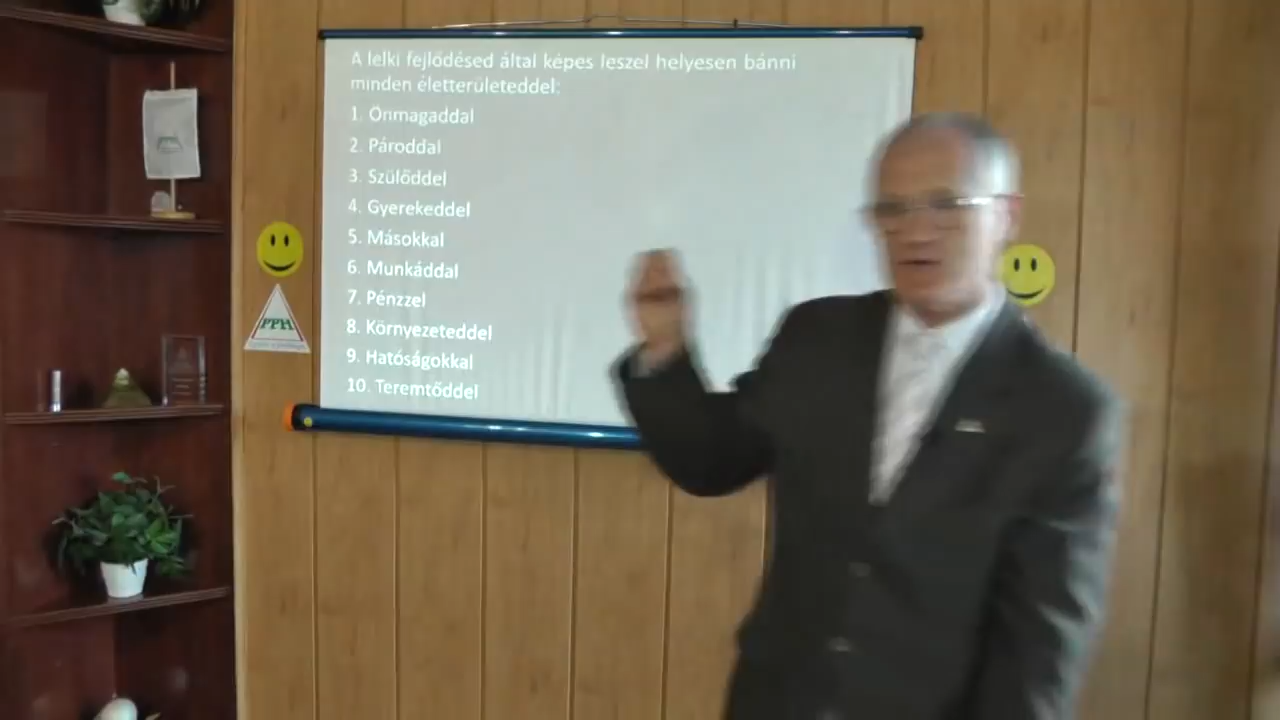 A lelki fejlődésed által képes leszel helyesen bánni
minden életterületeddel:
1. Önmagaddal
2. Pároddal
3. Szülőddel
4. Gyerekeddel
5. Másokkal
6. Munkáddal
7. Pénzzel
8. Környezeteddel
9. Hatóságokkal
10. Teremtőddel
PPH